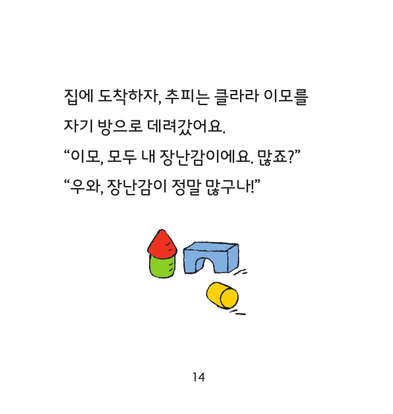 집에 도착하자, 추피는 클라라 이모를
자기 방으로 데려갔어요.
“이모, 모두 내 장난감이에요. 많죠?”
“우와, 장난감이 정말 많구나!”
14